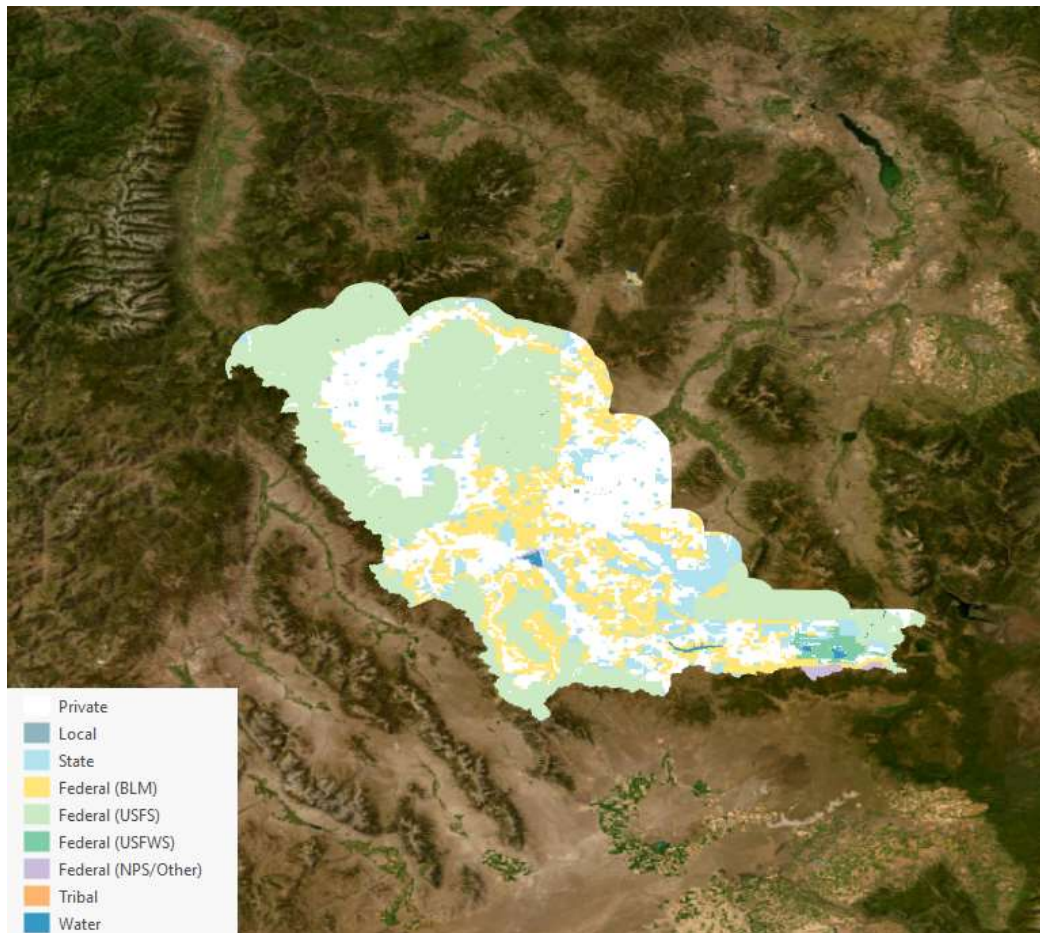 Private
Local
State
Federal (BLM)
Federal (USFS)
Federal (USFWS)
Federal (NPS/Other)
Tribal
Water